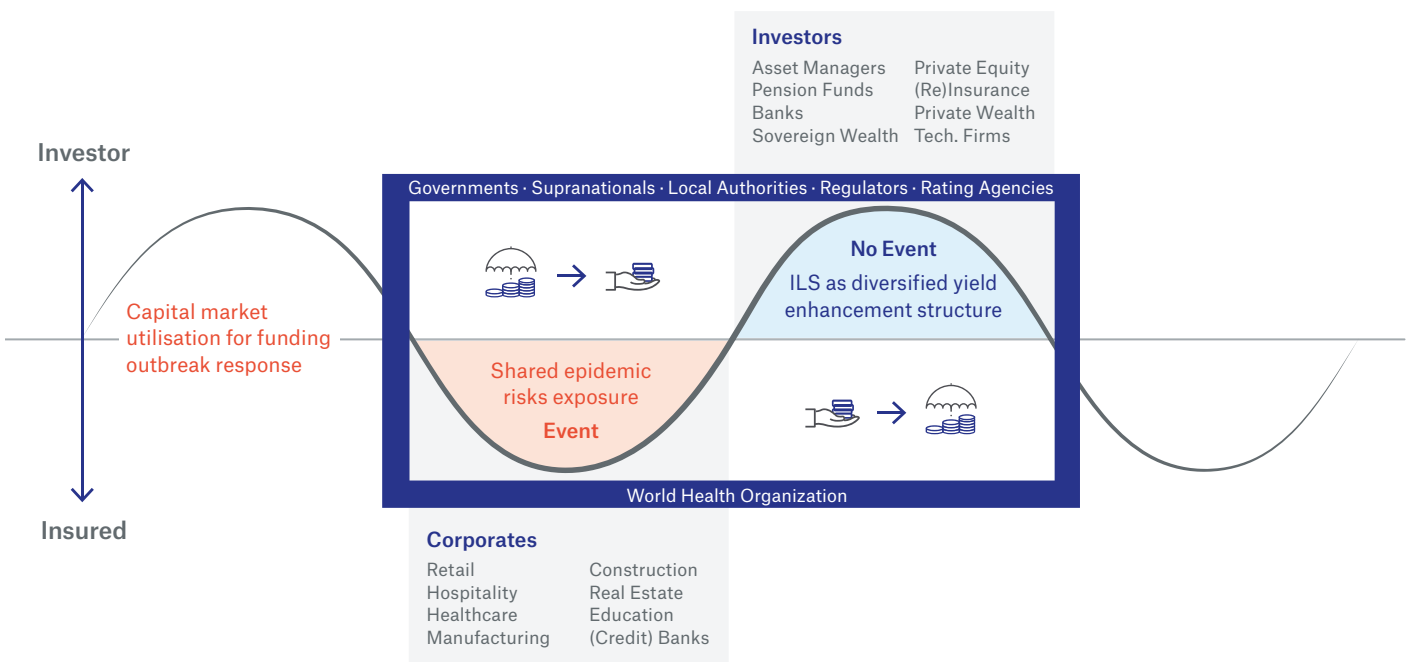 Investors
Asset Managers
Pension Funds
Banks
Sovereign Wealth
Private Equity
(Re)Insurance
Private Wealth
Tech. Firms
Investor
Governments · Supranationals · Local Authorities · Regulators · Rating Agencies
No Event
ILS as diversified yield
enhancement structure
Capital market
utilisation for funding
outbreak response
Shared epidemic
risks exposure
Event
World Health Organization
Insured
Corporates
Retail
Hospitality
Healthcare
Manufacturing
Construction
Real Estate
Education
(Credit) Banks